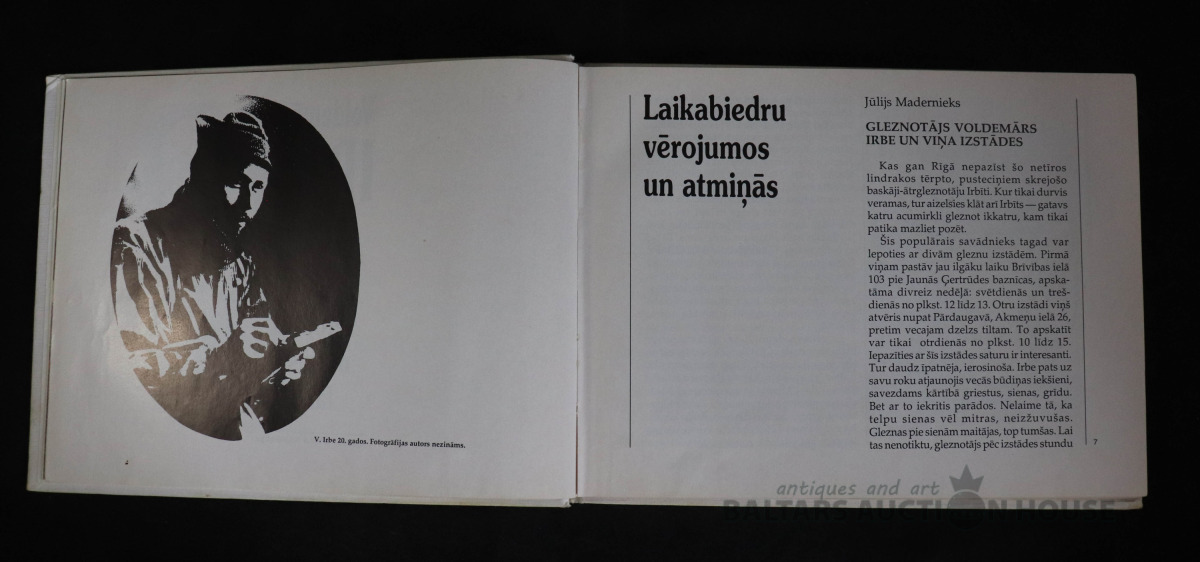 V. Irbe 20. gados. Fotogrāfijas autors nezināms.
Laikabiedru
vērojumos
un atmiņās
Jūlijs Madernieks
GLEZNOTĀJS VOLDEMĀRS
IRBE UN VIŅA IZSTĀDES
Kas gan Rīgā nepazīst šo netīros
lindrakos tērpto, pusteciņiem skrejošo
baskāji-ātrgleznotāju Irbīti. Kur tikai durvis
veramas, tur aizelsies klāt arī Irbīts — gatavs
katru acumirkli gleznot ikkatru, kam tikai
patika mazliet pozēt.
Šis populārais savādnieks tagad var
lepoties ar divām gleznu izstādēm. Pirmā
viņam pastāv jau ilgāku laiku Brīvības ielā
103 pie Jaunās Ģertrūdes baznīcas, apska-
tāma divreiz nedēļā: svētdienās un treš-
dienās no plkst. 12 līdz 13. Otru izstādi viņš
atvēris nupat Pārdaugavā, Akmeņu ielā 26,
pretim vecajam dzelzs tiltam. To apskatīt
var tikai otrdienās no plkst. 10 līdz 15.
Iepazīties ar šīs izstādes saturu ir interesanti.
Tur daudz īpatnēja, ierosinoša. Irbe pats uz
savu roku atjaunojis vecās būdiņas iekšieni,
savezdams kārtībā griestus, sienas, grīdu.
Bet ar to iekritis parādos. Nelaime tā, ka
telpu sienas vēl mitras, neizžuvušas.
Gleznas pie sienām maitājas, top tumšas. Lai
tas nenotiktu, gleznotājs pēc izstādes stundu
7
antiques and art
BALTARS AUCTION HOUSE